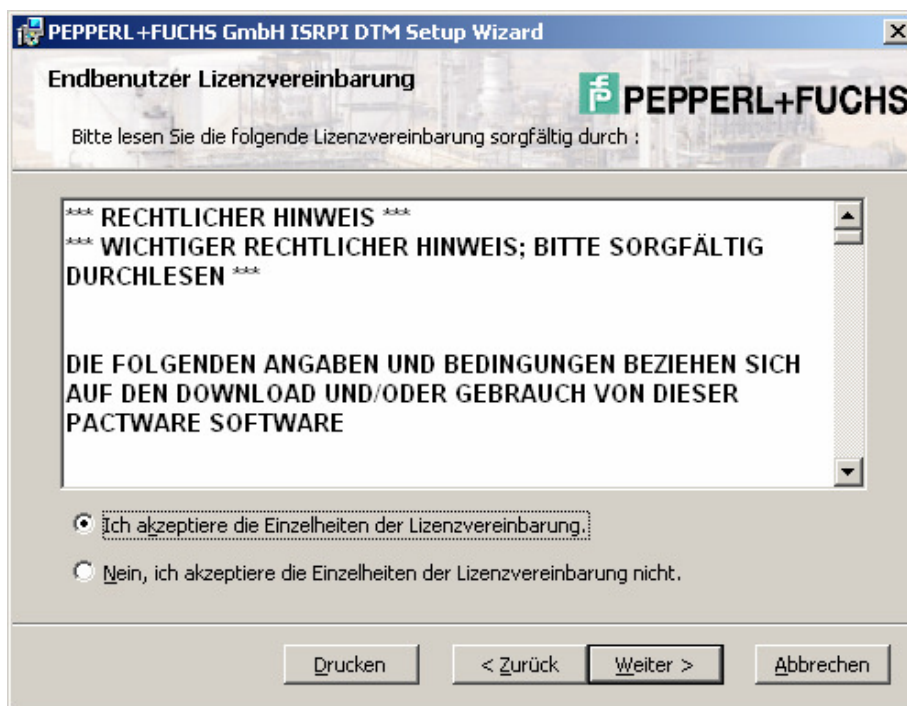 PEPPERL+FUCHS GmbH ISRPI DTM Setup Wizard
Endbenutzer Lizenzvereinbarung
PEPPERL+FUCHS
Bitte lesen Sie die folgende Lizenzvereinbarung sorgfältig durch :
*** RECHTLICHER HINWEIS ***
*** WICHTIGER RECHTLICHER HINWEIS; BITTE SORGFÄLTIG
DURCHLESEN ***
DIE FOLGENDEN ANGABEN UND BEDINGUNGEN BEZIEHEN SICH
AUF DEN DOWNLOAD UND/ODER GEBRAUCH VON DIESER
PACTWARE SOFTWARE
Ich akzeptiere die Einzelheiten der Lizenzvereinbarung.
Nein, ich akzeptiere die Einzelheiten der Lizenzvereinbarung nicht.
Drucken < Zurück Weiter > Abbrechen